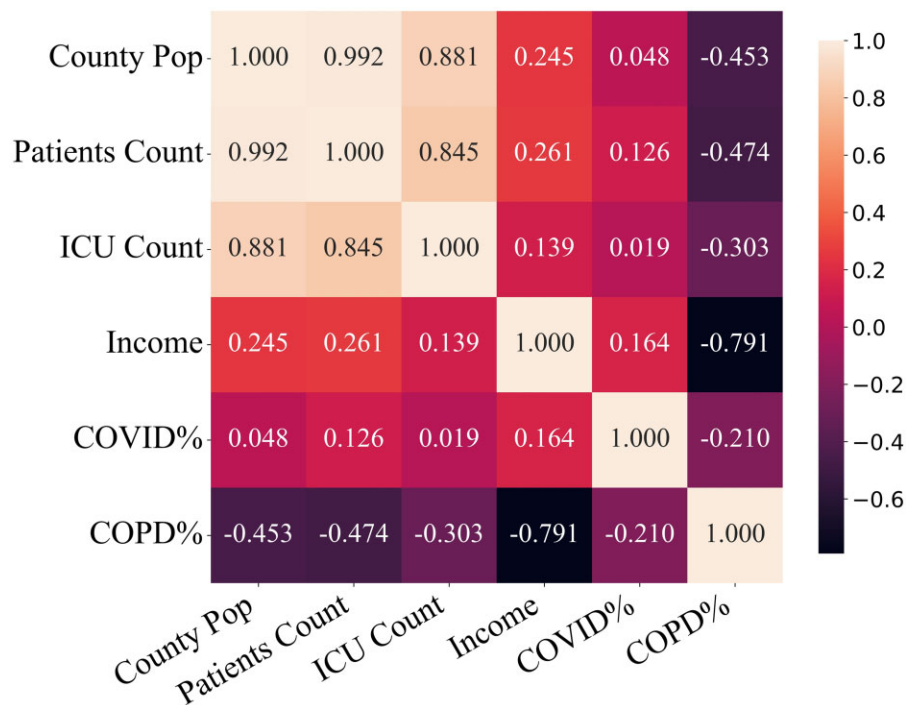 County Pop 1.000 0.992 0.881 0.245 0.048 -0.453
Patients Count 0.992 1.000 0.845 0.261 0.126 -0.474
ICU Count 0.881 0.845 1.000 0.139 0.019 -0.303
Income 0.245 0.261 0.139 1.000 0.164 -0.791
COVID% 0.048 0.126 0.019 0.164 1.000 -0.210
COPD% -0.453 -0.474 -0.303 -0.791 -0.210 1.000
County Pop Patients Count ICU Count Income COVID% COPD%
1.0
0.8
0.6
0.4
0.2
0.0
−0.2
−0.4
−0.6